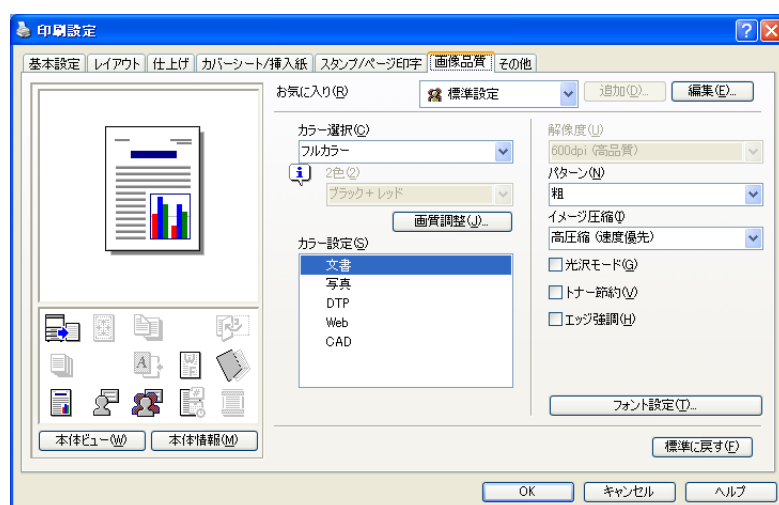 印刷設定
基本設定 レイアウト 仕上げ カバーシート/挿入紙 スタンプ/ページ印字 画像品質 その他
お気に入り(R) 標準設定 追加(D)... 編集(E)...
カラー選択(C)
フルカラー
2色(2)
ブラック+レッド
画質調整(J)...
カラー設定(S)
文書
写真
DTP
Web
CAD
解像度(U)
600dpi (高品質)
パターン(N)
粗
イメージ圧縮(I)
高圧縮 (速度優先)
光沢モード(G)
トナー節約(V)
エッジ強調(H)
フォント設定(T)...
本体ビュー(W) 本体情報(M)
標準に戻す(F)
OK キャンセル ヘルプ